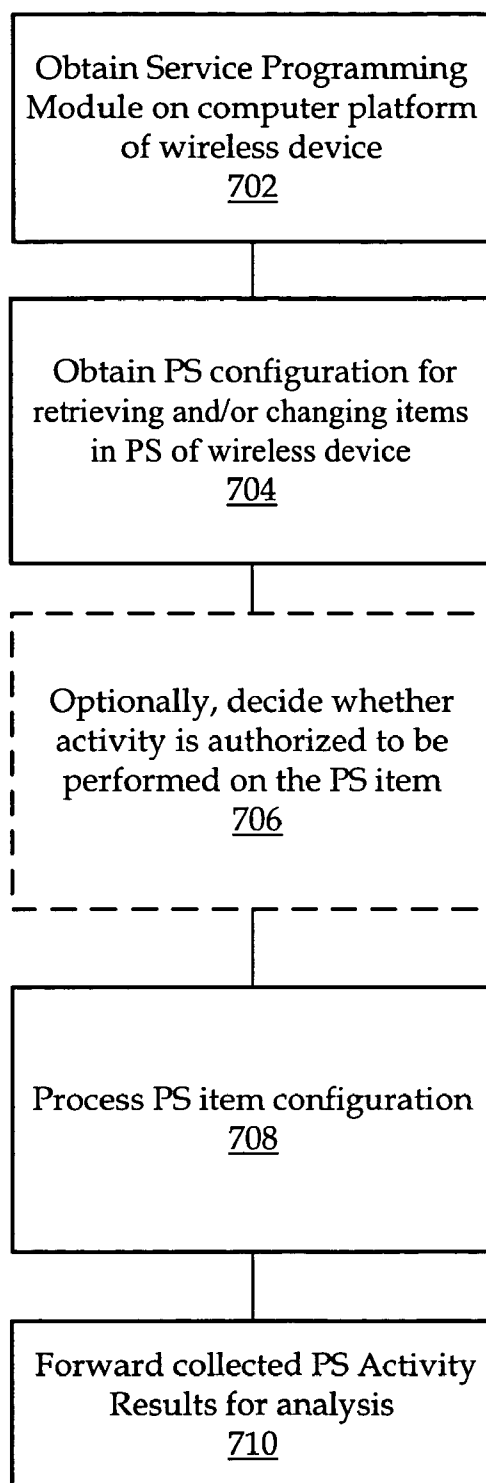 Obtain Service Programming
Module on computer platform
of wireless device
702
Obtain PS configuration for
retrieving and/or changing items
in PS of wireless device
704
Optionally, decide whether
activity is authorized to be
performed on the PS item
706
Process PS item configuration
708
Forward collected PS Activity
Results for analysis
710